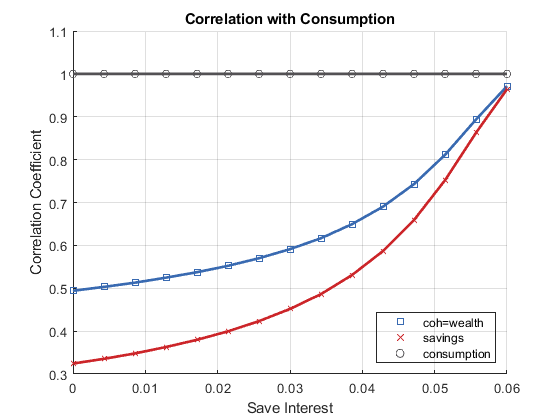 Correlation with Consumption
1.1
1
0.9
0.8
0.7
0.6
0.5
0.4
0.3
Correlation Coefficient
coh=wealth
savings
consumption
0 0.01 0.02 0.03 0.04 0.05 0.06
Save Interest